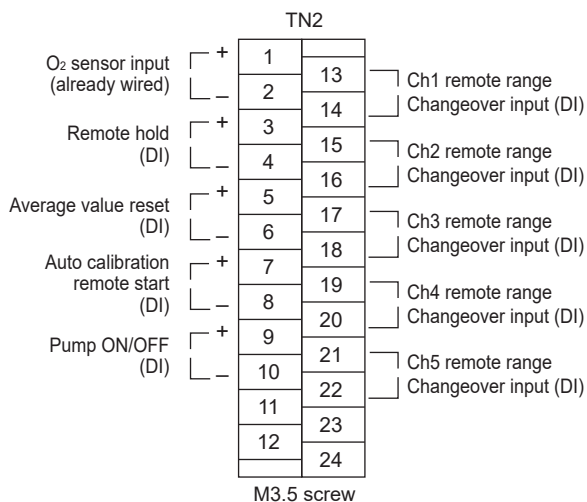 TN2
O₂ sensor input
(already wired)
+
–
Remote hold
(DI)
+
–
Average value reset
(DI)
+
–
Auto calibration
remote start
(DI)
+
–
Pump ON/OFF
(DI)
+
–
1
2
3
4
5
6
7
8
9
10
11
12
13
14
15
16
17
18
19
20
21
22
23
24
Ch1 remote range
Changeover input (DI)
Ch2 remote range
Changeover input (DI)
Ch3 remote range
Changeover input (DI)
Ch4 remote range
Changeover input (DI)
Ch5 remote range
Changeover input (DI)
M3.5 screw